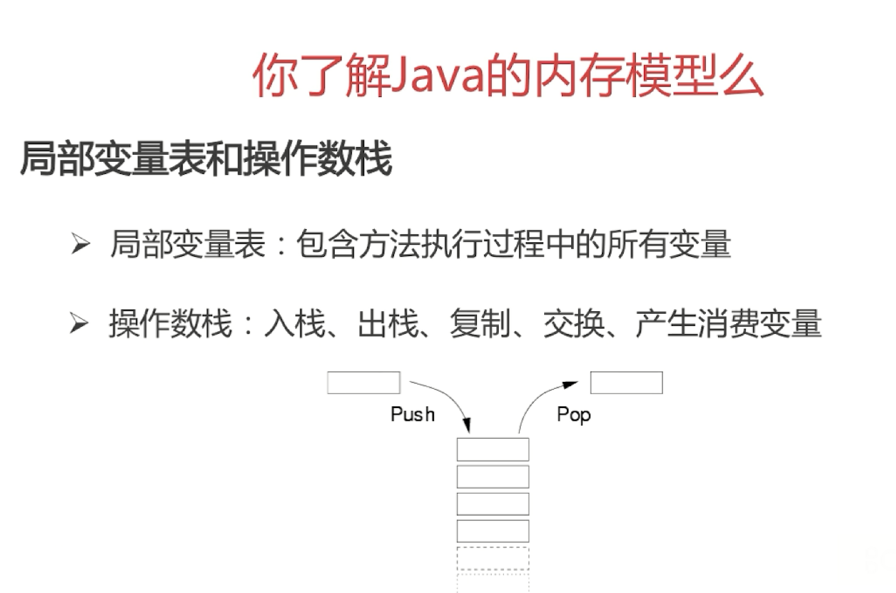 你了解Java的内存模型么
局部变量表和操作数栈
➢ 局部变量表：包含方法执行过程中的所有变量
➢ 操作数栈：入栈、出栈、复制、交换、产生消费变量
Push
Pop